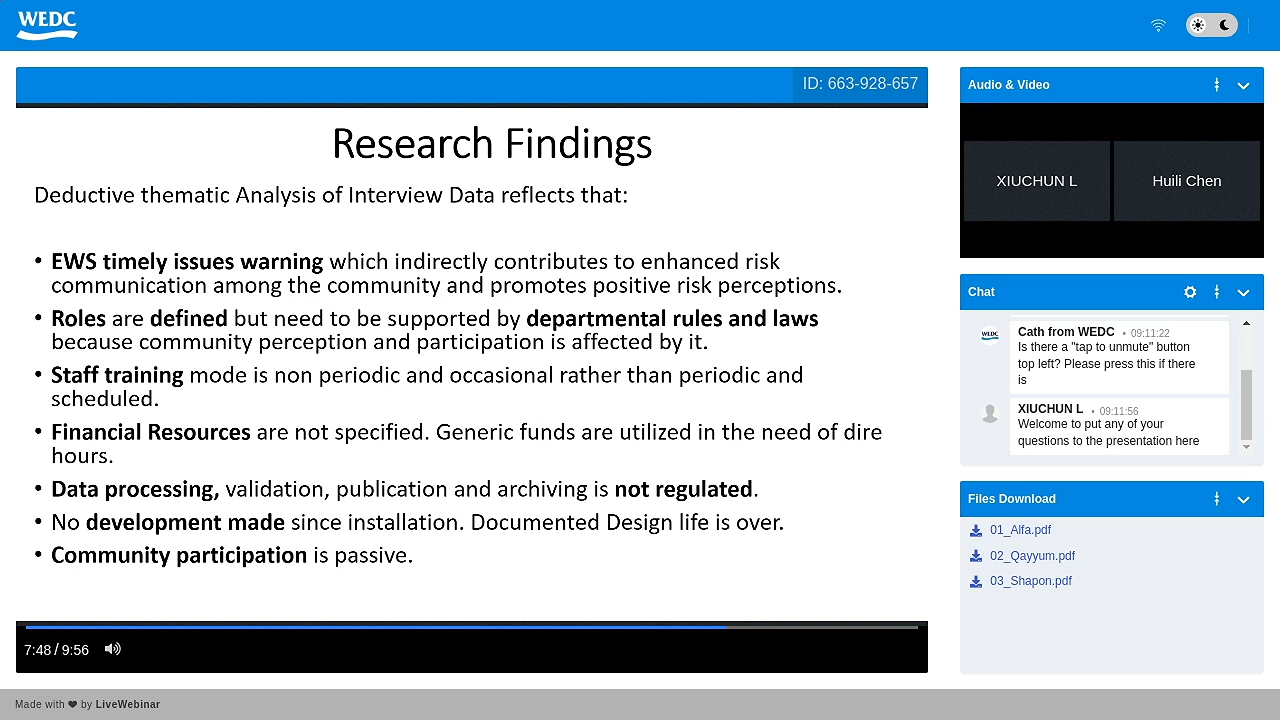 WEDC
ID: 663-928-657
Research Findings
Deductive thematic Analysis of Interview Data reflects that:
• EWS timely issues warning which indirectly contributes to enhanced risk
communication among the community and promotes positive risk perceptions.
• Roles are defined but need to be supported by departmental rules and laws
because community perception and participation is affected by it.
• Staff training mode is non periodic and occasional rather than periodic and
scheduled.
• Financial Resources are not specified. Generic funds are utilized in the need of dire
hours.
• Data processing, validation, publication and archiving is not regulated.
• No development made since installation. Documented Design life is over.
• Community participation is passive.
7:48 / 9:56
Audio & Video
XIUCHUN L
Huili Chen
Chat
WEDC
Cath from WEDC • 09:11:22
Is there a "tap to unmute" button
top left? Please press this if there
is
XIUCHUN L • 09:11:56
Welcome to put any of your
questions to the presentation here
Files Download
01_Alfa.pdf
02_Qayyum.pdf
03_Shapon.pdf
Made with ❤ by LiveWebinar